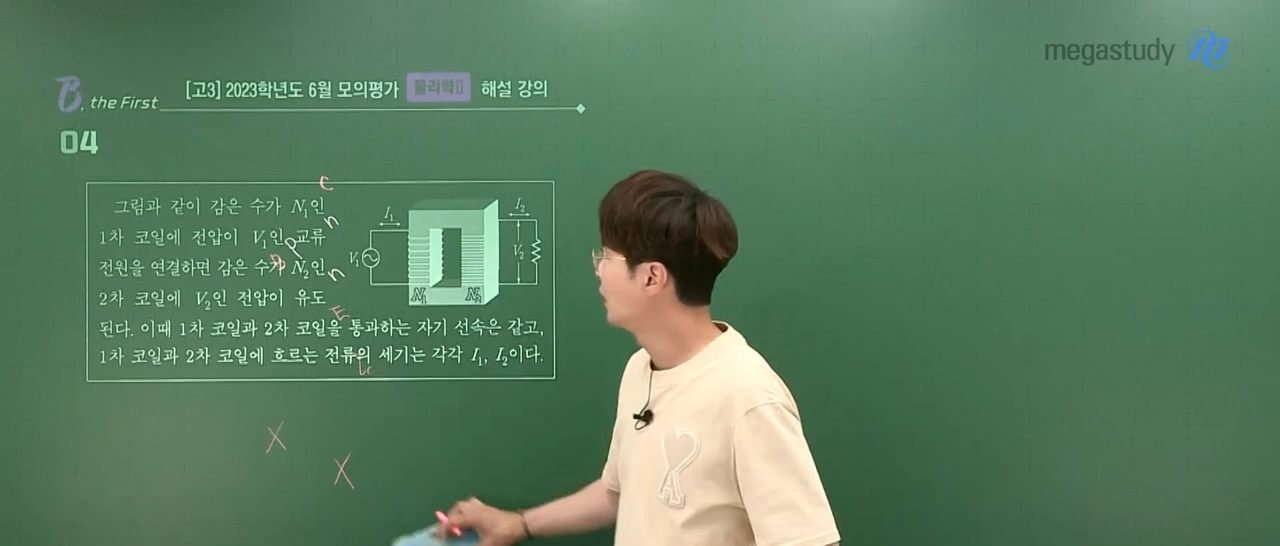 megastudy
B. the First
[고3] 2023학년도 6월 모의평가 물리학II 해설 강의
04
그림과 같이 감은 수가 N₁인
1차 코일에 전압이 V₁인 교류
전원을 연결하면 감은 수가 N₂인
2차 코일에 V₂인 전압이 유도
된다. 이때 1차 코일과 2차 코일을 통과하는 자기 선속은 같고,
1차 코일과 2차 코일에 흐르는 전류의 세기는 각각 I₁, I₂이다.
I₁
I₂
V₁
V₂
N₁
N₂
C
n
P
B
n
E
X
X
A